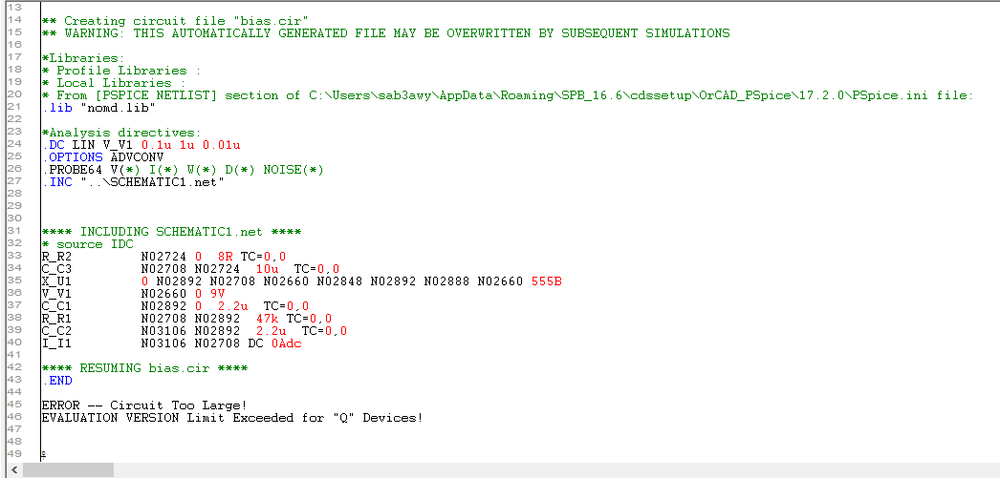 13
14 ** Creating circuit file "bias.cir"
15 ** WARNING: THIS AUTOMATICALLY GENERATED FILE MAY BE OVERWRITTEN BY SUBSEQUENT SIMULATIONS
16
17 *Libraries:
18 * Profile Libraries :
19 * Local Libraries :
20 * From [PSPICE NETLIST] section of C:\Users\sab3awy\AppData\Roaming\SPB_16.6\cdssetup\OrCAD_PSpice\17.2.0\PSpice.ini file:
21 .lib "nomd.lib"
22
23 *Analysis directives:
24 .DC LIN V_V1 0.1u 1u 0.01u
25 .OPTIONS ADVCONV
26 .PROBE64 V(*) I(*) W(*) D(*) NOISE(*)
27 .INC "..\SCHEMATIC1.net"
28
29
30
31 **** INCLUDING SCHEMATIC1.net ****
32 * source IDC
33 R_R2 N02724 0 8R TC=0,0
34 C_C3 N02708 N02724 10u TC=0,0
35 X_U1 0 N02892 N02708 N02660 N02848 N02892 N02888 N02660 555B
36 V_V1 N02660 0 9V
37 C_C1 N02892 0 2.2u TC=0,0
38 R_R1 N02708 N02892 47k TC=0,0
39 C_C2 N03106 N02892 2.2u TC=0,0
40 I_I1 N03106 N02708 DC 0Adc
41
42 **** RESUMING bias.cir ****
43 .END
44
45 ERROR -- Circuit Too Large!
46 EVALUATION VERSION Limit Exceeded for "Q" Devices!
47
48
49